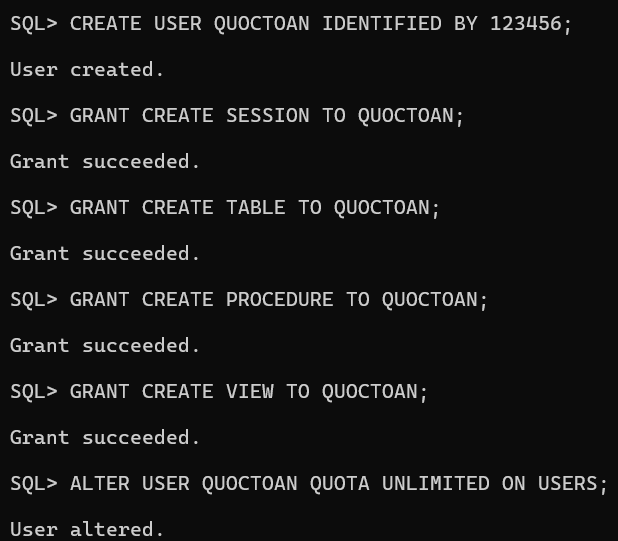 SQL> CREATE USER QUOCTOAN IDENTIFIED BY 123456;
User created.
SQL> GRANT CREATE SESSION TO QUOCTOAN;
Grant succeeded.
SQL> GRANT CREATE TABLE TO QUOCTOAN;
Grant succeeded.
SQL> GRANT CREATE PROCEDURE TO QUOCTOAN;
Grant succeeded.
SQL> GRANT CREATE VIEW TO QUOCTOAN;
Grant succeeded.
SQL> ALTER USER QUOCTOAN QUOTA UNLIMITED ON USERS;
User altered.